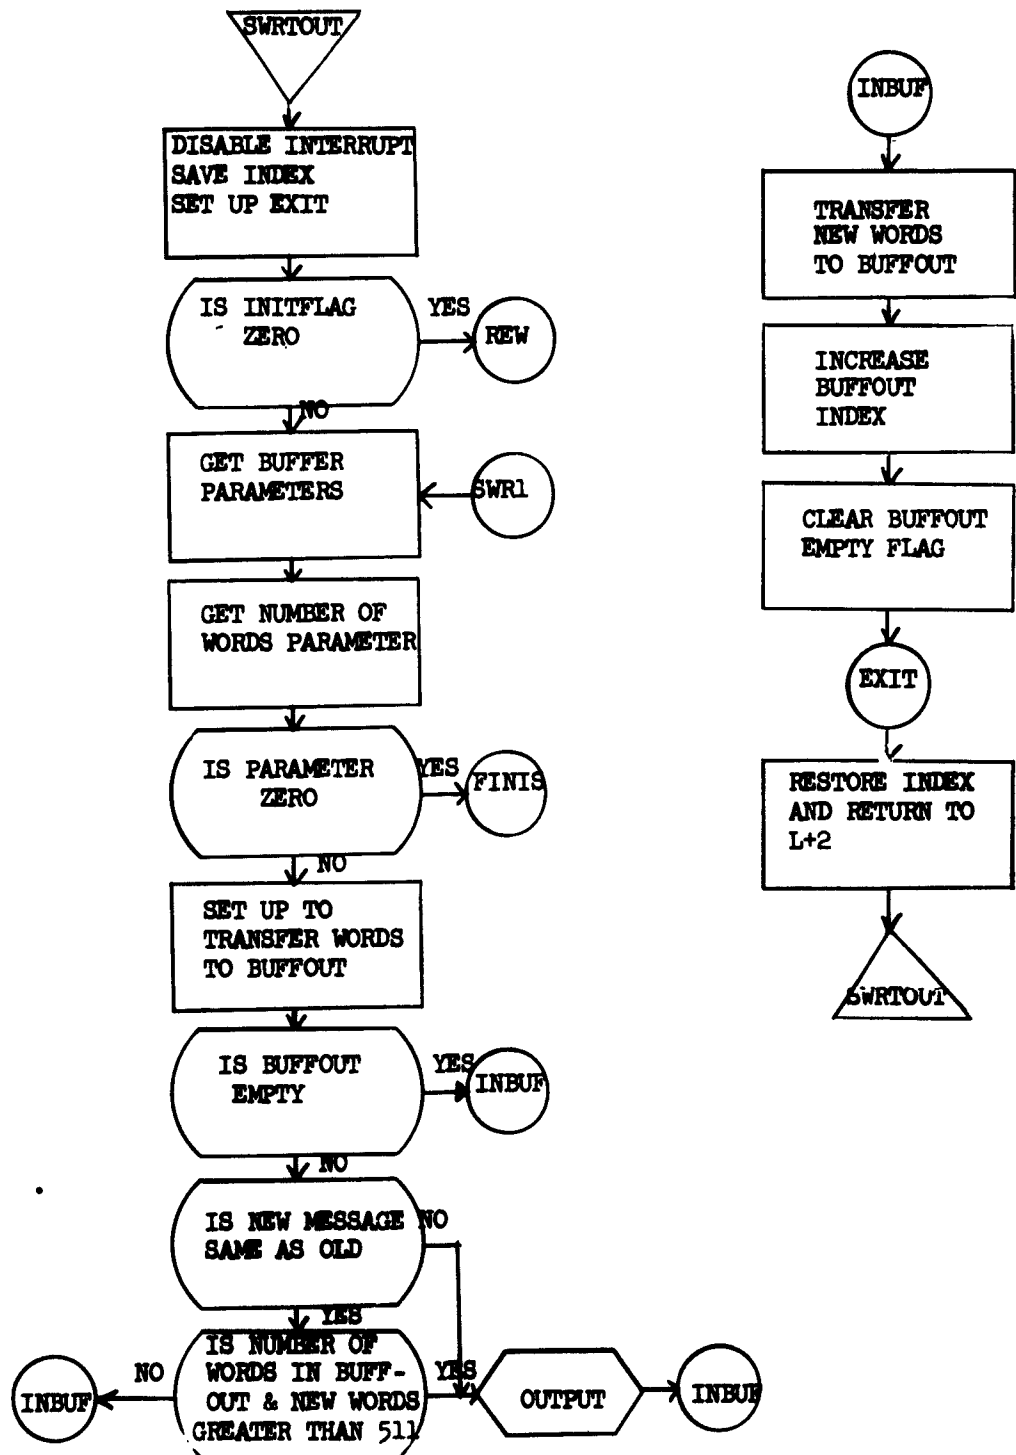 SWRTOUT
DISABLE INTERRUPT
SAVE INDEX
SET UP EXIT
IS INITFLAG
ZERO
YES
REW
NO
GET BUFFER
PARAMETERS
SWR1
GET NUMBER OF
WORDS PARAMETER
IS PARAMETER
ZERO
YES
FINIS
NO
SET UP TO
TRANSFER WORDS
TO BUFFOUT
IS BUFFOUT
EMPTY
YES
INBUF
NO
IS NEW MESSAGE
SAME AS OLD
NO
YES
IS NUMBER OF
WORDS IN BUFF-
OUT & NEW WORDS
GREATER THAN 511
NO
INBUF
YES
OUTPUT
INBUF
INBUF
TRANSFER
NEW WORDS
TO BUFFOUT
INCREASE
BUFFOUT
INDEX
CLEAR BUFFOUT
EMPTY FLAG
EXIT
RESTORE INDEX
AND RETURN TO
L+2
SWRTOUT